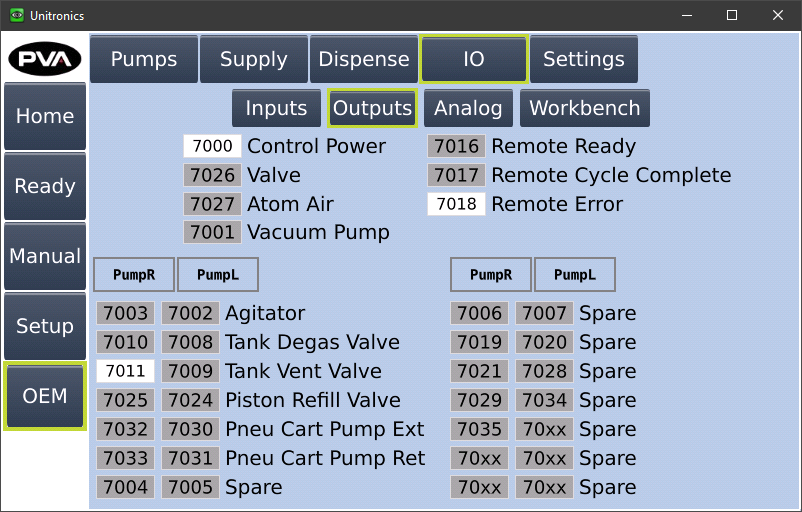 Unitronics
PVA
Pumps Supply Dispense IO Settings
Inputs Outputs Analog Workbench
Home
Ready
Manual
Setup
OEM
7000 Control Power
7026 Valve
7027 Atom Air
7001 Vacuum Pump
7016 Remote Ready
7017 Remote Cycle Complete
7018 Remote Error
PumpR PumpL
7003 7002 Agitator
7010 7008 Tank Degas Valve
7011 7009 Tank Vent Valve
7025 7024 Piston Refill Valve
7032 7030 Pneu Cart Pump Ext
7033 7031 Pneu Cart Pump Ret
7004 7005 Spare
PumpR PumpL
7006 7007 Spare
7019 7020 Spare
7021 7028 Spare
7029 7034 Spare
7035 70xx Spare
70xx 70xx Spare
70xx 70xx Spare